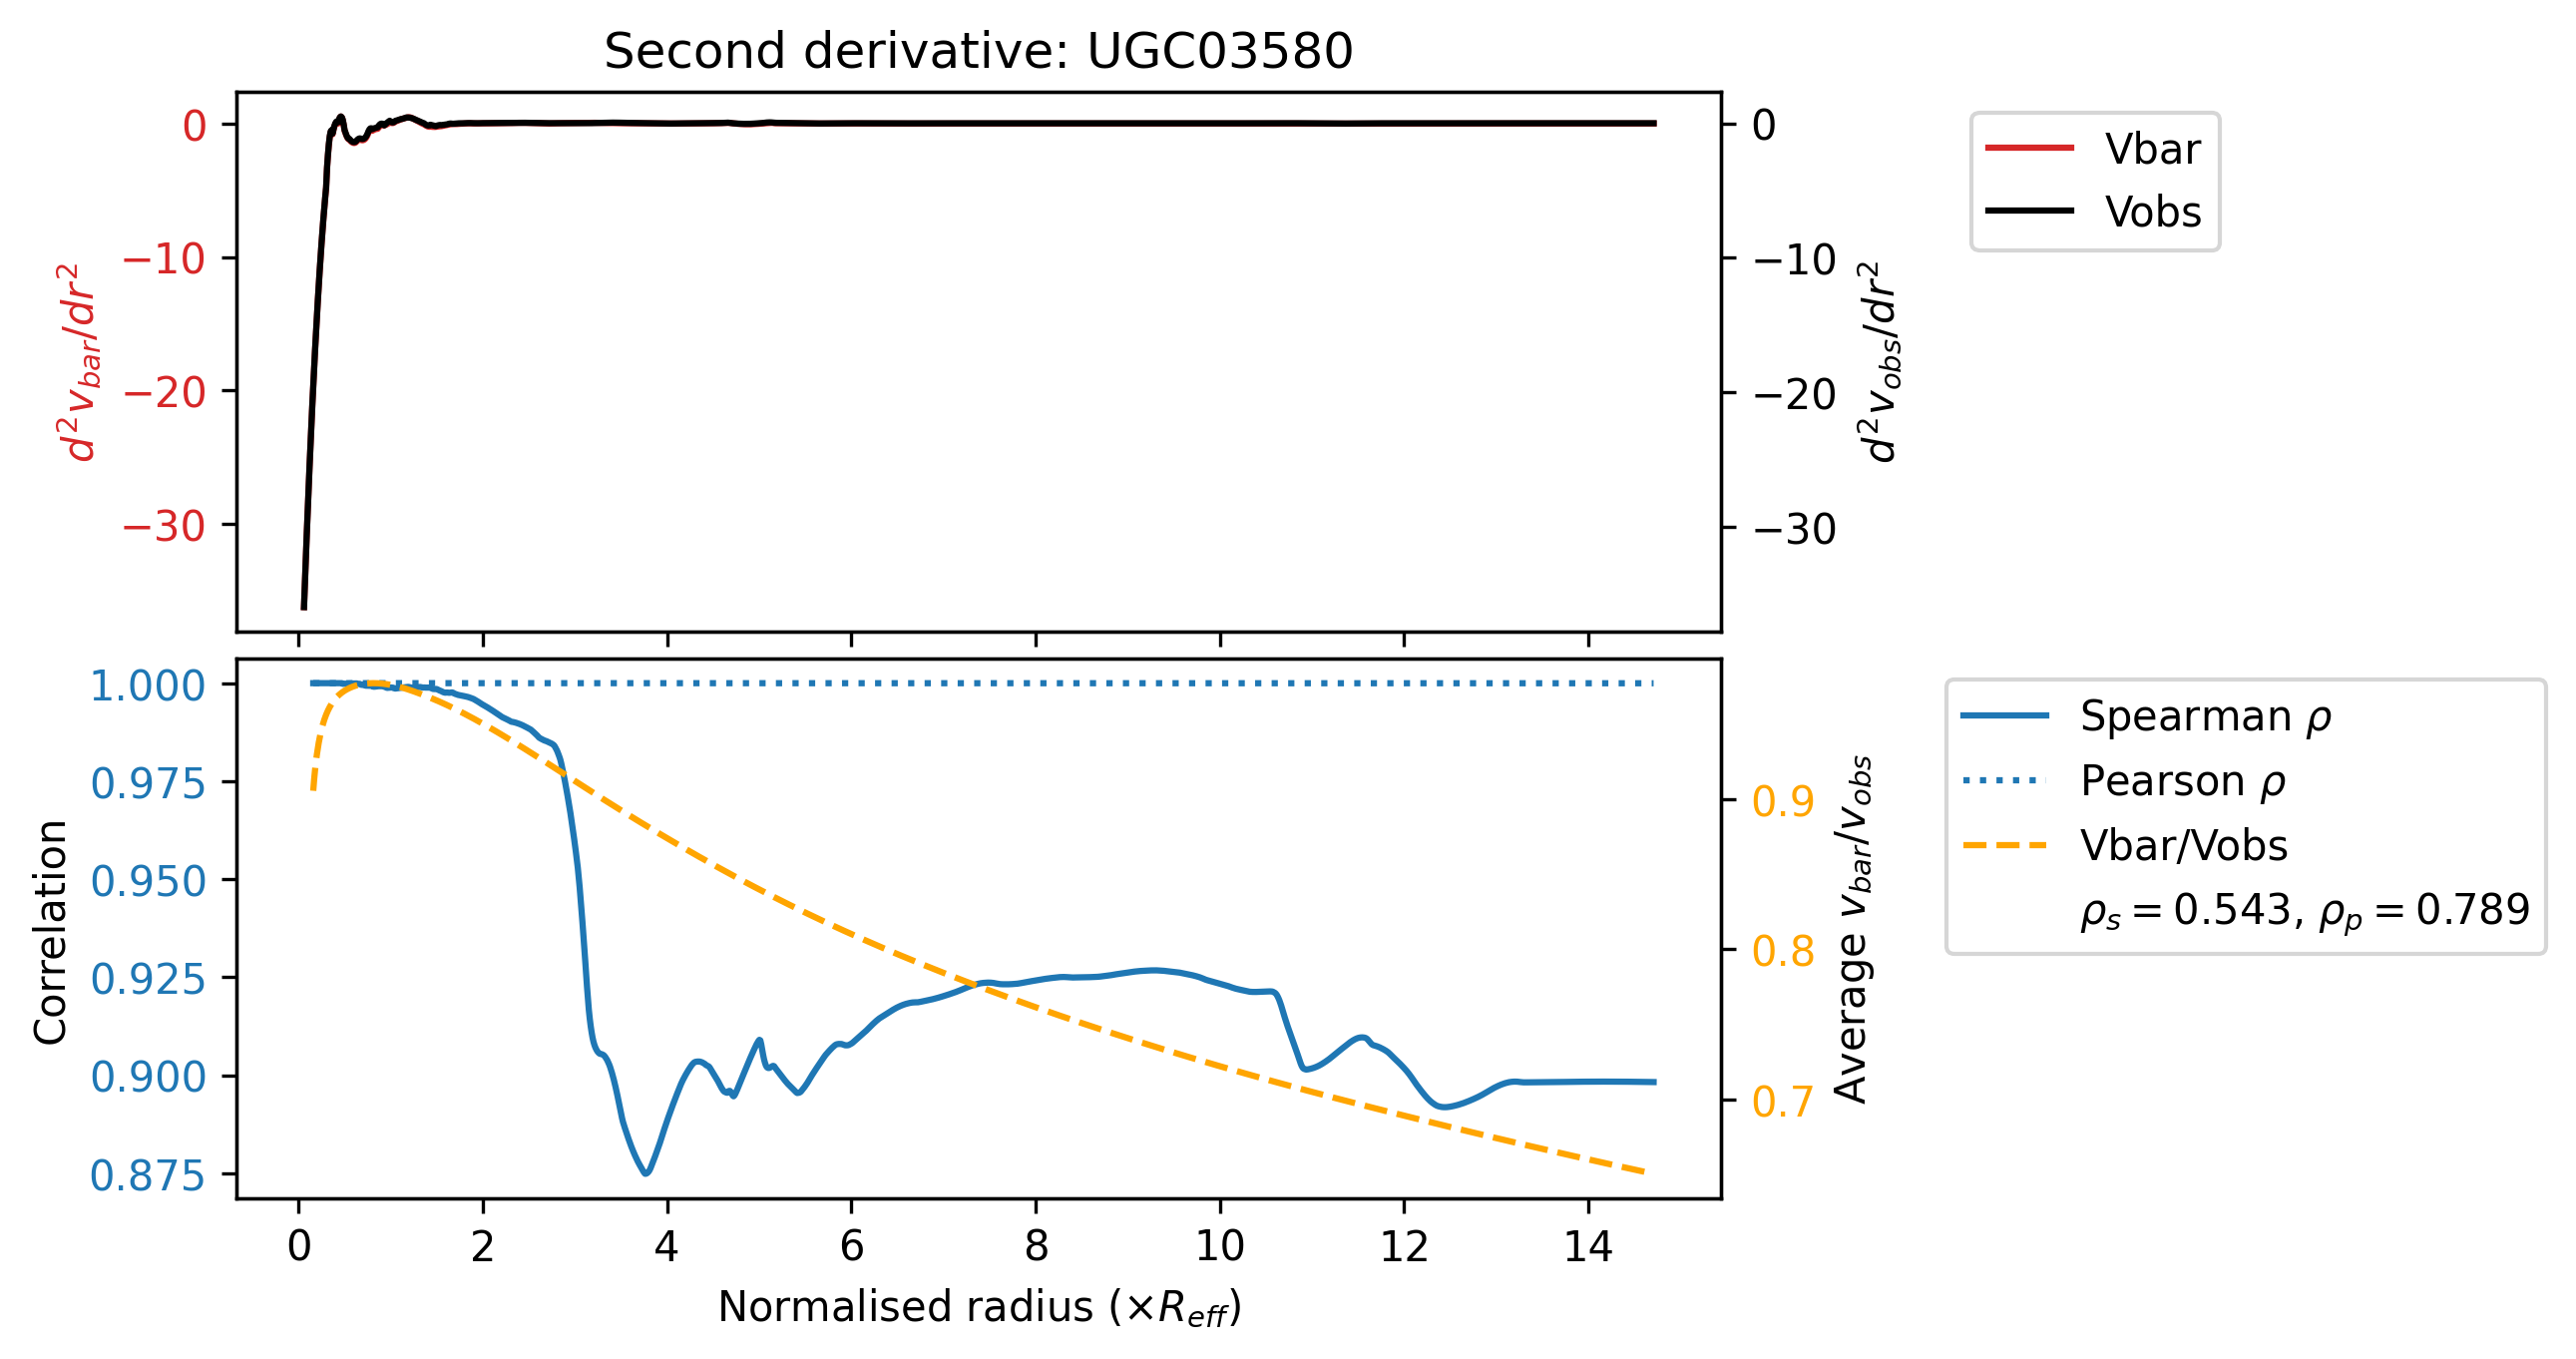 Second derivative: UGC03580
0
−10
−20
−30
d²v_bar/dr²
0
−10
−20
−30
d²v_obs/dr²
Vbar
Vobs
1.000
0.975
0.950
0.925
0.900
0.875
Correlation
0.9
0.8
0.7
Average v_bar/v_obs
Spearman ρ
Pearson ρ
Vbar/Vobs
ρ_s = 0.543, ρ_p = 0.789
0 2 4 6 8 10 12 14
Normalised radius (×R_eff)